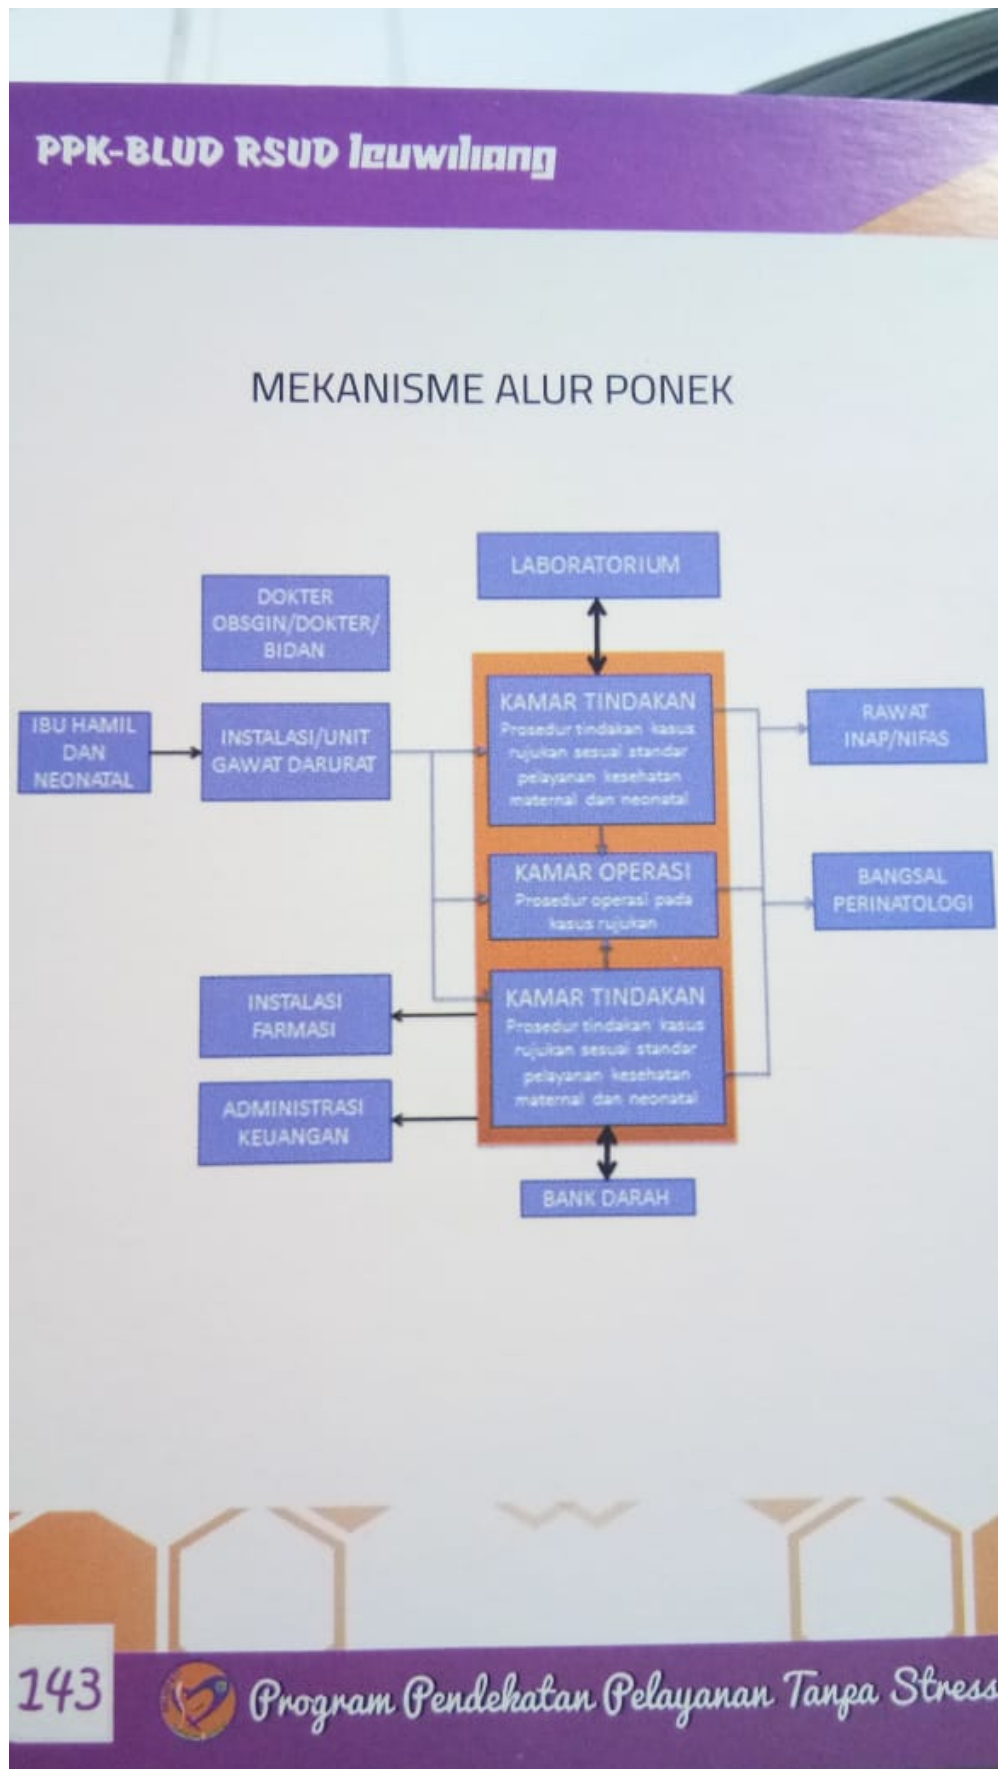 PPK-BLUD RSUD leuwiliang
MEKANISME ALUR PONEK
LABORATORIUM
DOKTER
OBSGIN/DOKTER/
BIDAN
IBU HAMIL
DAN
NEONATAL
INSTALASI/UNIT
GAWAT DARURAT
KAMAR TINDAKAN
Prosedur tindakan kasus
rujukan sesuai standar
pelayanan kesehatan
maternal dan neonatal
RAWAT
INAP/NIFAS
KAMAR OPERASI
Prosedur operasi pada
kasus rujukan
BANGSAL
PERINATOLOGI
INSTALASI
FARMASI
KAMAR TINDAKAN
Prosedur tindakan kasus
rujukan sesuai standar
pelayanan kesehatan
maternal dan neonatal
ADMINISTRASI
KEUANGAN
BANK DARAH
143
Program Pendekatan Pelayanan Tanpa Stress